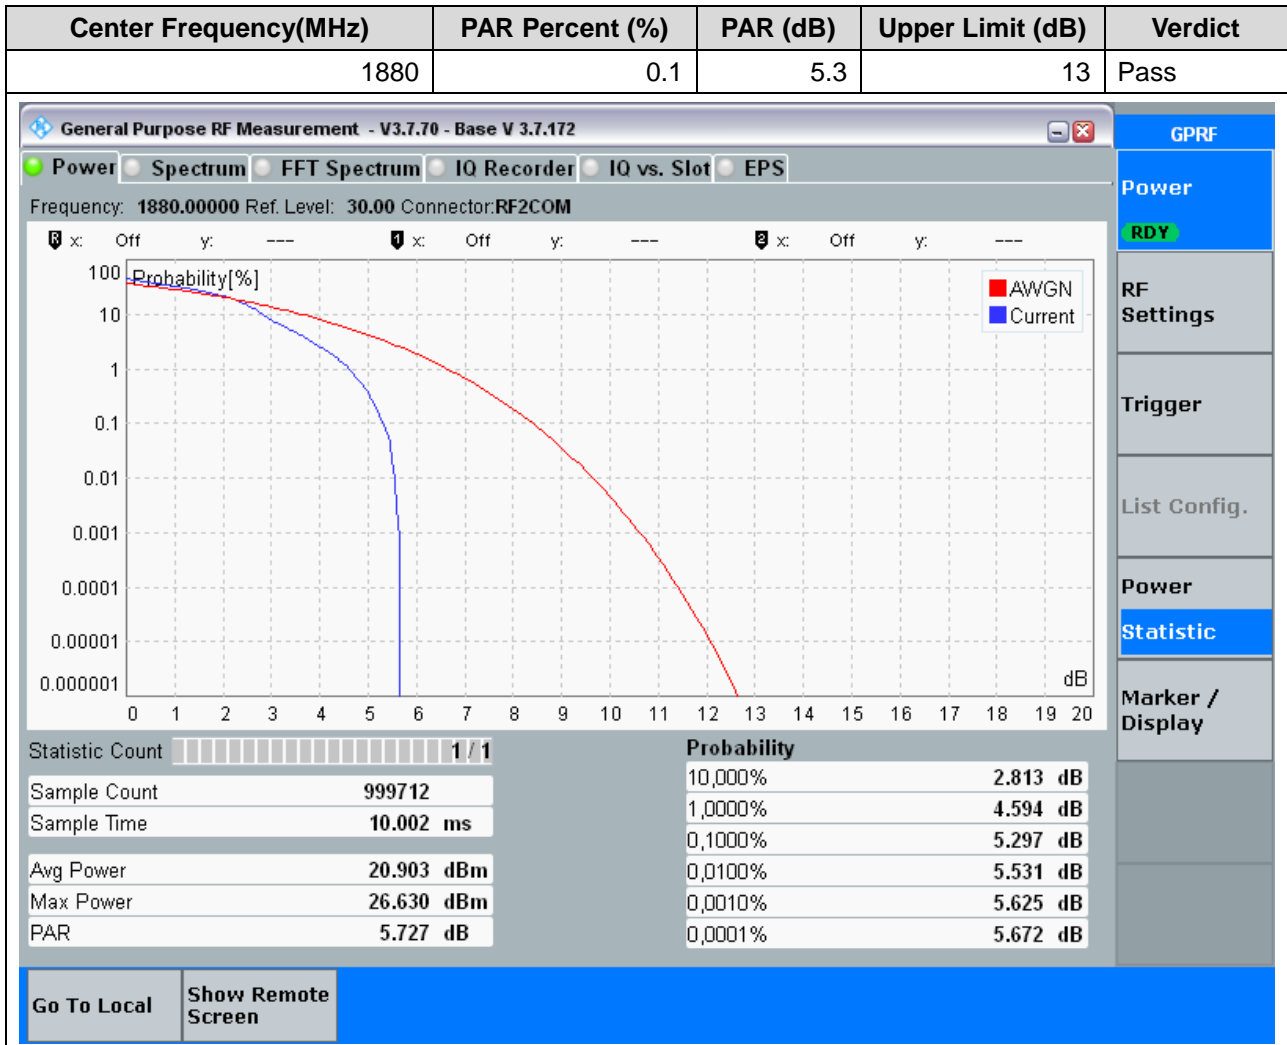 Center Frequency(MHz) PAR Percent (%) PAR (dB) Upper Limit (dB) Verdict
1880 0.1 5.3 13 Pass
General Purpose RF Measurement - V3.7.70 - Base V 3.7.172
GPRF
Power Spectrum FFT Spectrum IQ Recorder IQ vs. Slot EPS
Power
RDY
Frequency: 1880.00000 Ref. Level: 30.00 Connector:RF2COM
R x: Off y: --- 1 x: Off y: --- 2 x: Off y: ---
Probability[%]
AWGN
Current
100
10
1
0.1
0.01
0.001
0.0001
0.00001
0.000001
dB
0 1 2 3 4 5 6 7 8 9 10 11 12 13 14 15 16 17 18 19 20
RF
Settings
Trigger
List Config.
Power
Statistic
Marker /
Display
Statistic Count 1 / 1
Sample Count 999712
Sample Time 10.002 ms
Avg Power 20.903 dBm
Max Power 26.630 dBm
PAR 5.727 dB
Probability
10,000% 2.813 dB
1,0000% 4.594 dB
0,1000% 5.297 dB
0,0100% 5.531 dB
0,0010% 5.625 dB
0,0001% 5.672 dB
Go To Local
Show Remote
Screen